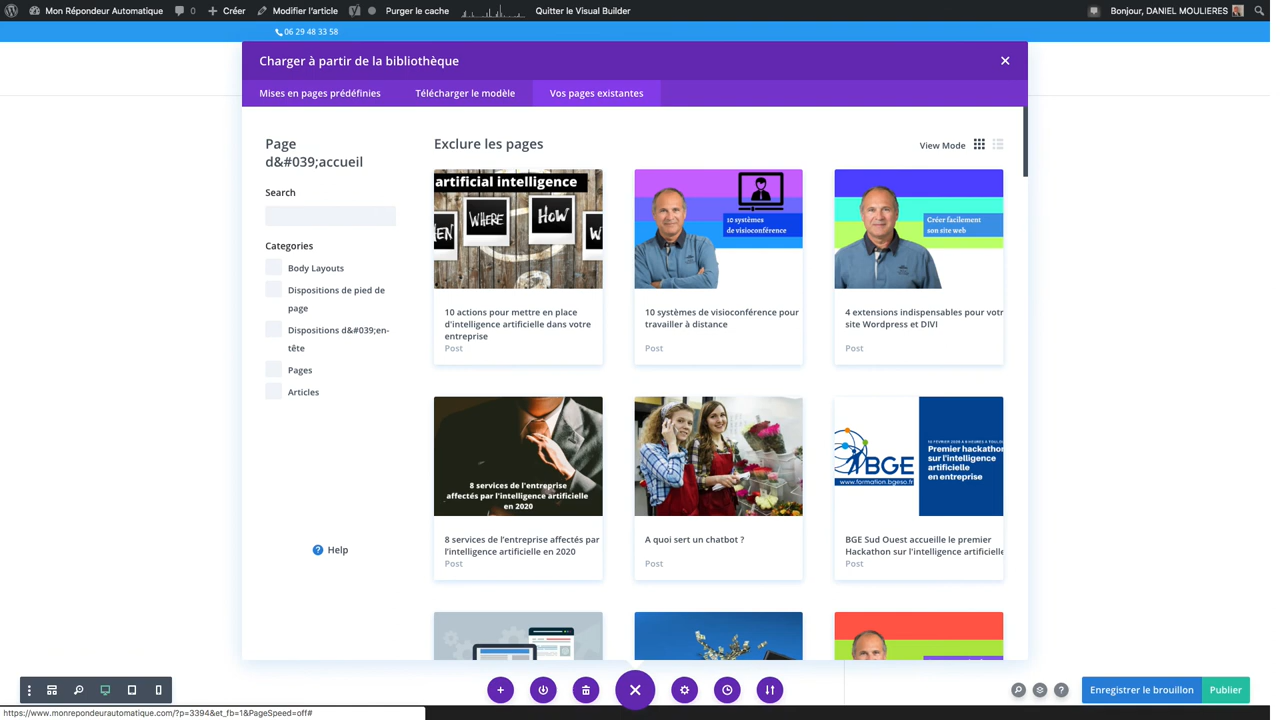 Mon Répondeur Automatique 0 Créer Modifier l'article Purger le cache Quitter le Visual Builder Bonjour, DANIEL MOULIERES
06 29 48 33 58
Charger à partir de la bibliothèque
Mises en pages prédéfinies Télécharger le modèle Vos pages existantes
Page
d&#039;accueil
Search
Categories
Body Layouts
Dispositions de pied de
page
Dispositions d&#039;en-
tête
Pages
Articles
Help
Exclure les pages
View Mode
artificial intelligence
WHERE
HOW
10 actions pour mettre en place
d'intelligence artificielle dans votre
entreprise
Post
10 systèmes
de visioconférence
10 systèmes de visioconférence pour
travailler à distance
Post
Créer facilement
son site web
4 extensions indispensables pour votr
site Wordpress et DIVI
Post
8 services de l'entreprise
affectés par l'intelligence artificielle
en 2020
8 services de l'entreprise affectés par
l'intelligence artificielle en 2020
Post
A quoi sert un chatbot ?
Post
BGE
www.formation.bgeso.fr
Premier hackathon
sur l'intelligence
artificielle
en entreprise
BGE Sud Ouest accueille le premier
Hackathon sur l'intelligence artificielle
Post
Enregistrer le brouillon Publier
https://www.monrepondeurautomatique.com/?p=3394&et_fb=1&PageSpeed=off#